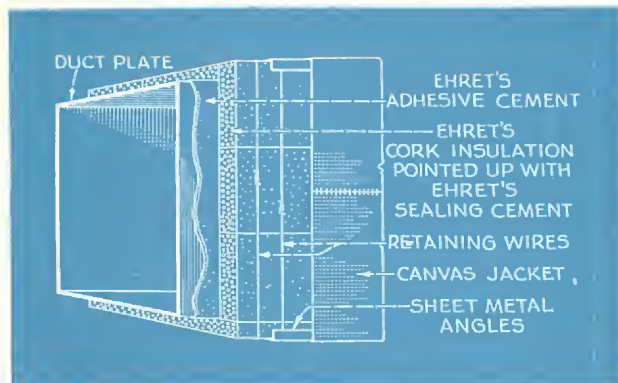 DUCT PLATE
EHRET'S
ADHESIVE CEMENT
EHRET'S
CORK INSULATION
POINTED UP WITH
EHRET'S
SEALING CEMENT
RETAINING WIRES
CANVAS JACKET
SHEET METAL
ANGLES